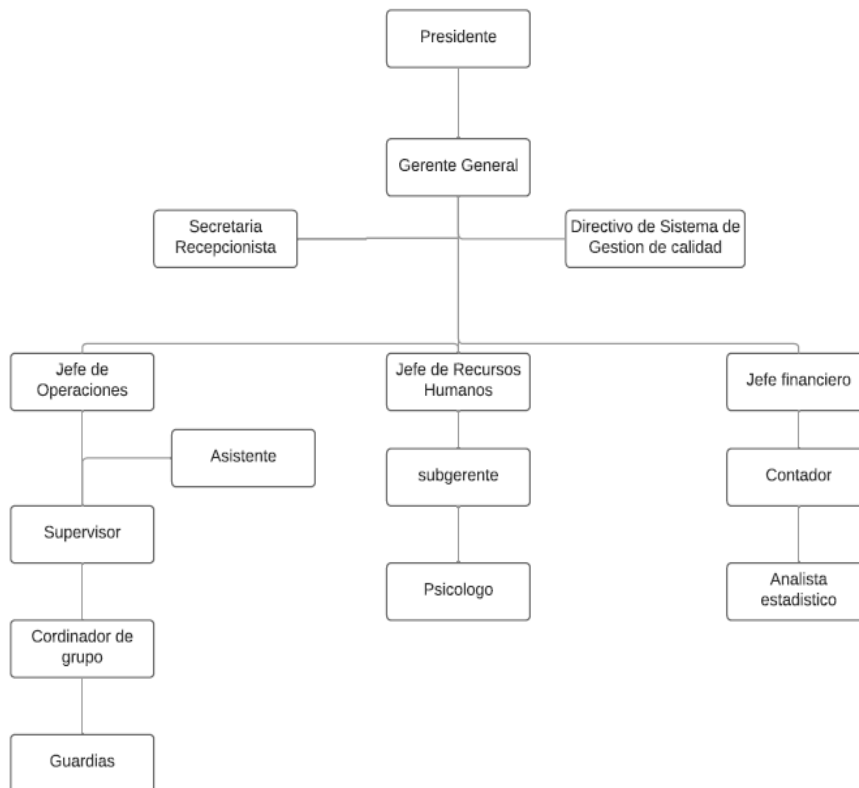 Presidente
Gerente General
Secretaria
Recepcionista
Directivo de Sistema de
Gestion de calidad
Jefe de
Operaciones
Jefe de Recursos
Humanos
Jefe financiero
Asistente
subgerente
Contador
Supervisor
Psicologo
Analista
estadistico
Cordinador de
grupo
Guardias